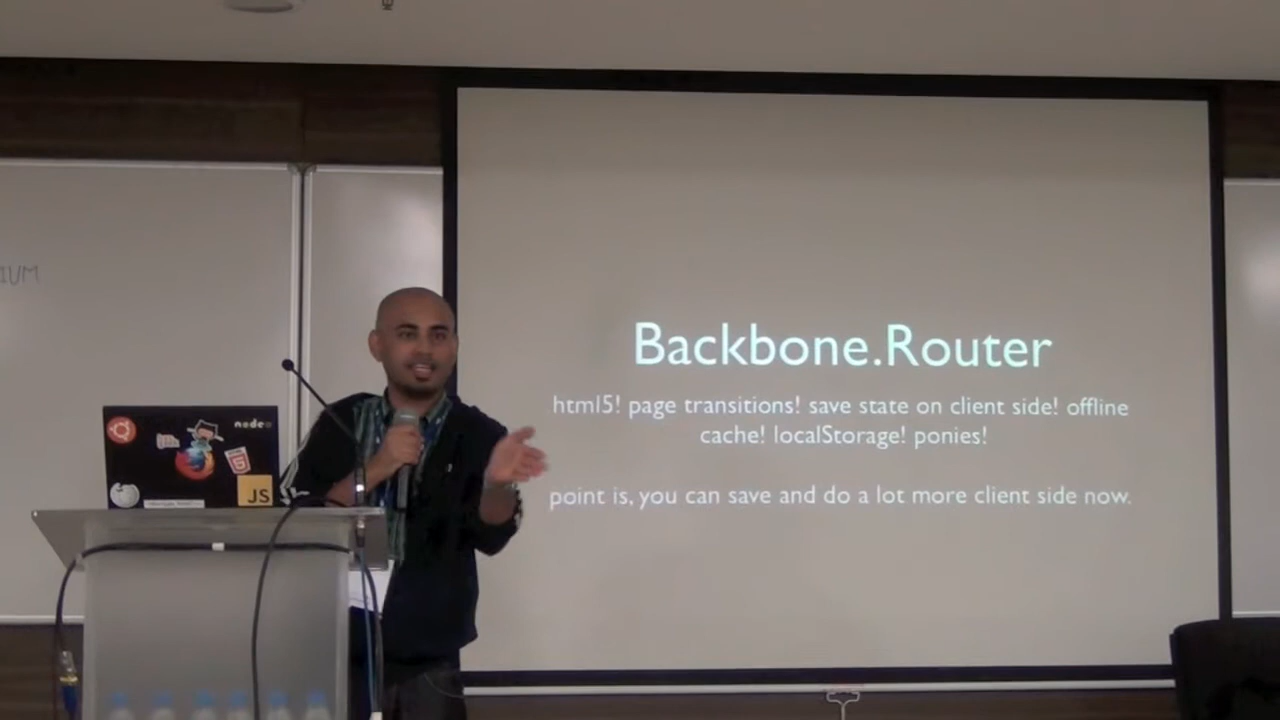 IUM
Backbone.Router
html5! page transitions! save state on client side! offline
cache! localStorage! ponies!
point is, you can save and do a lot more client side now.
node
HTML
JS